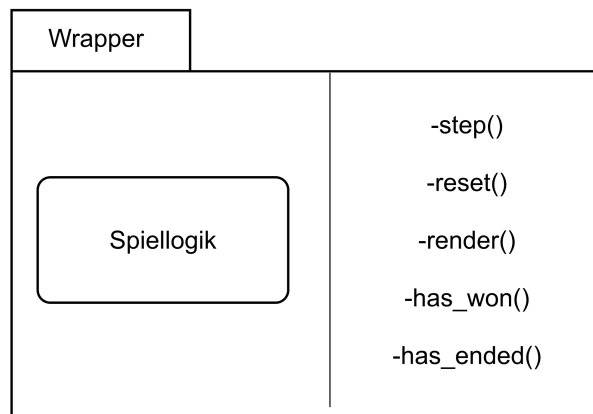 Wrapper
Spiellogik
-step()
-reset()
-render()
-has_won()
-has_ended()